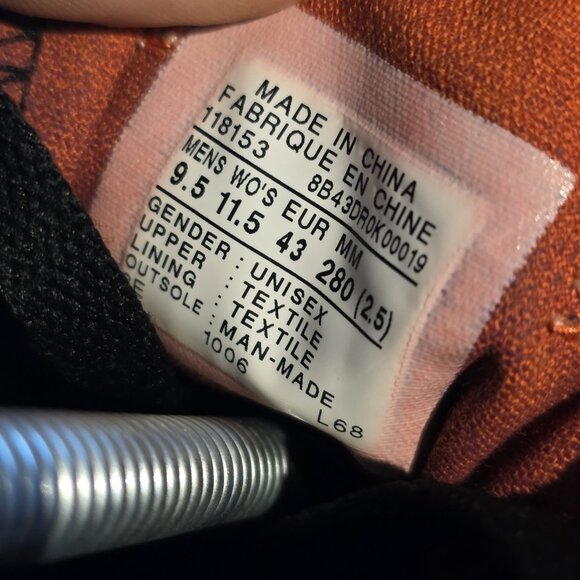 MADE IN CHINA
FABRIQUE EN CHINE
118153 8B43DR0K00019
MENS WO'S EUR MM
9.5 11.5 43 280 (2.5)
GENDER : UNISEX
UPPER : TEXTILE
LINING : TEXTILE
OUTSOLE : MAN-MADE
E 1006 L68